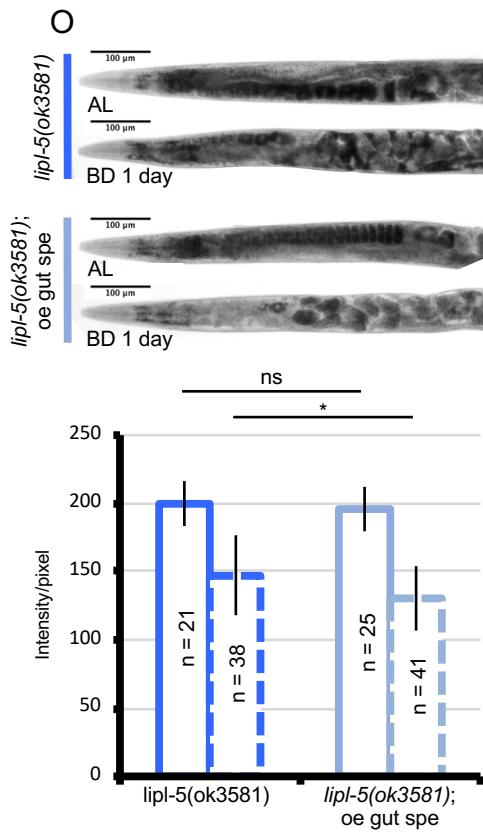 O
lipl-5(ok3581)
100 µm
AL
100 µm
BD 1 day
lipl-5(ok3581);
oe gut spe
100 µm
AL
100 µm
BD 1 day
ns
*
Intensity/pixel
250
200
150
100
50
0
n = 21
n = 38
n = 25
n = 41
lipl-5(ok3581)
lipl-5(ok3581);
oe gut spe